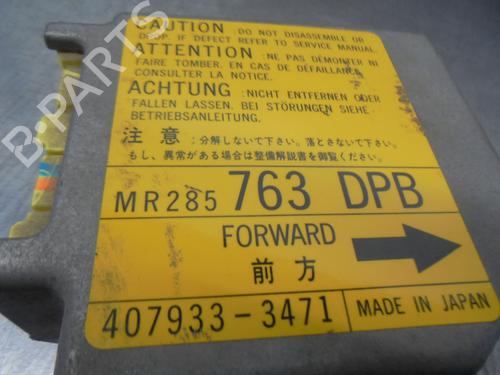 CAUTION : DO NOT DISASSEMBLE OR
DROP. IF DEFECT REFER TO SERVICE MANUAL.
ATTENTION : NE PAS DÉMONTER NI
FAIRE TOMBER. EN CAS DE DÉFAILLANCE
CONSULTER LA NOTICE.
ACHTUNG : NICHT ENTFERNEN ODER
FALLEN LASSEN. BEI STÖRUNGEN SIEHE
BETRIEBSANLEITUNG.
注意:分解しないで下さい。落とさないで下さい。
もし、異常がある場合は整備解説書を御覧ください。
MR285 763 DPB
FORWARD
前方
407933-3471 MADE IN JAPAN
B-PARTS